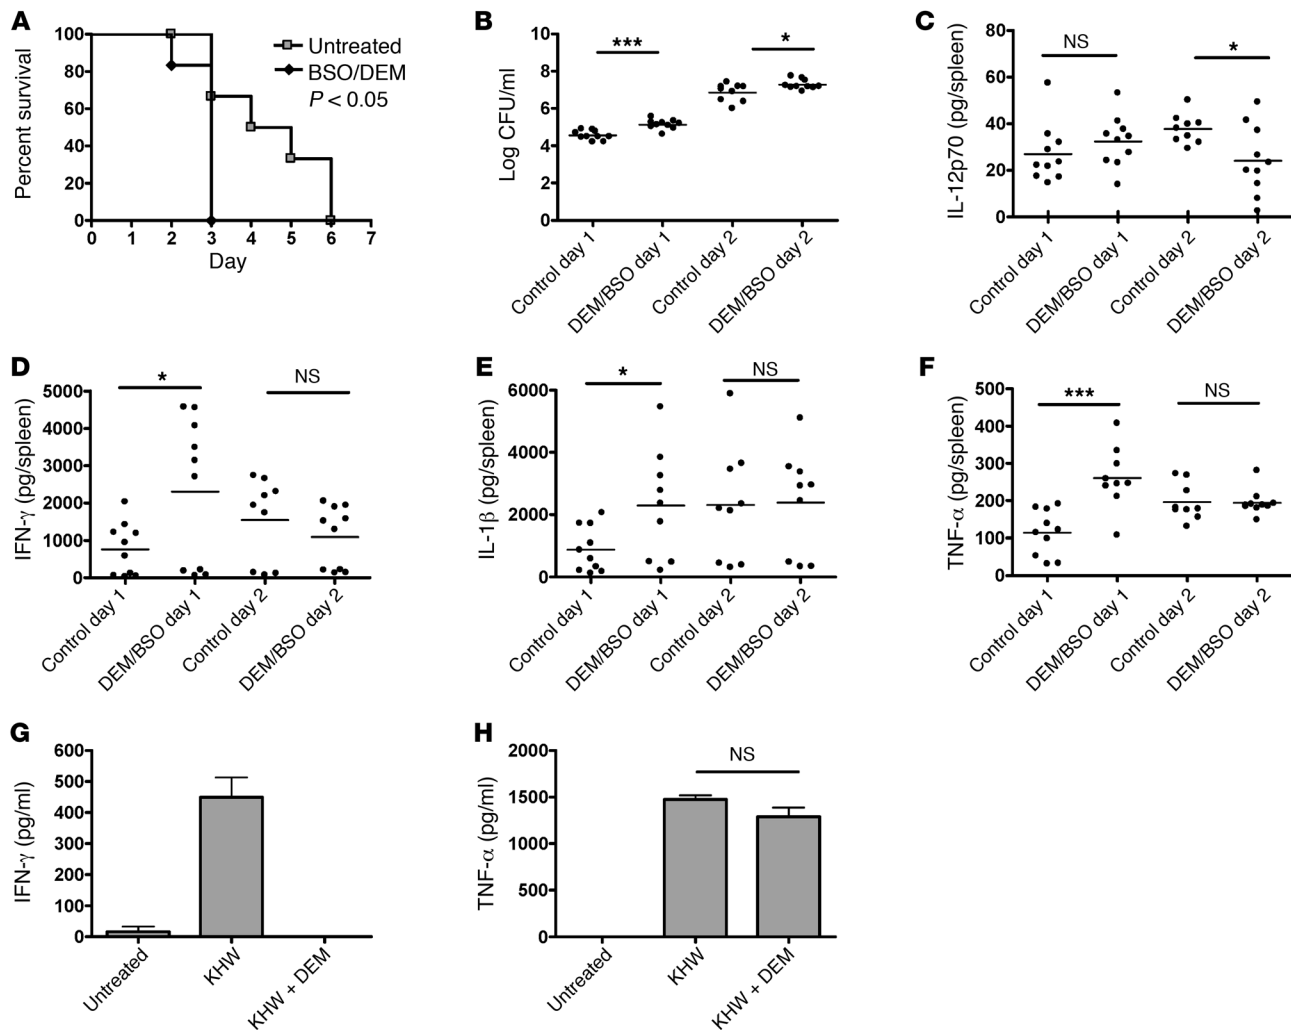 A
Percent survival
100
80
60
40
20
0
0 1 2 3 4 5 6 7
Day
Untreated
BSO/DEM
P < 0.05
B
Log CFU/ml
10
8
6
4
2
0
***
*
Control day 1
DEM/BSO day 1
Control day 2
DEM/BSO day 2
C
IL-12p70 (pg/spleen)
80
60
40
20
0
NS
*
Control day 1
DEM/BSO day 1
Control day 2
DEM/BSO day 2
D
IFN-γ (pg/spleen)
5000
4000
3000
2000
1000
0
*
NS
Control day 1
DEM/BSO day 1
Control day 2
DEM/BSO day 2
E
IL-1β (pg/spleen)
6000
4000
2000
0
*
NS
Control day 1
DEM/BSO day 1
Control day 2
DEM/BSO day 2
F
TNF-α (pg/spleen)
500
400
300
200
100
0
***
NS
Control day 1
DEM/BSO day 1
Control day 2
DEM/BSO day 2
G
IFN-γ (pg/ml)
600
500
400
300
200
100
0
Untreated
KHW
KHW + DEM
H
TNF-α (pg/ml)
2000
1500
1000
500
0
NS
Untreated
KHW
KHW + DEM